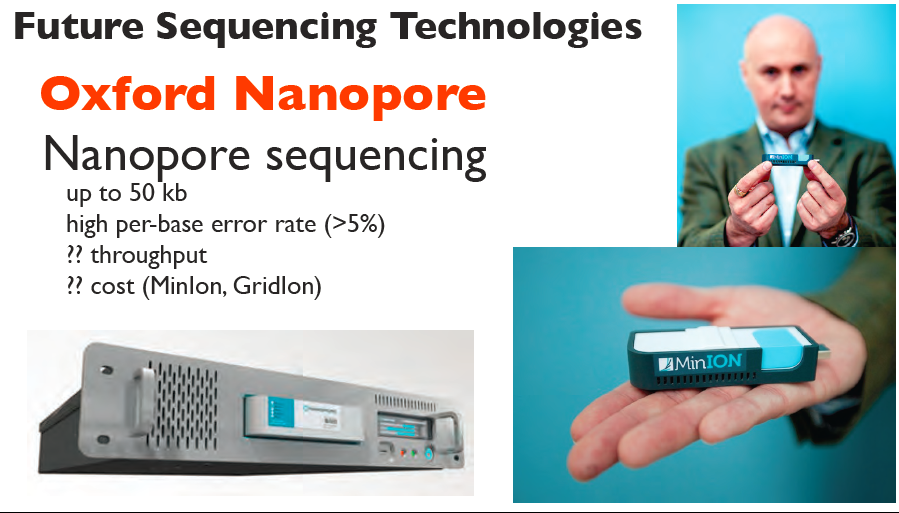 Future Sequencing Technologies
Oxford Nanopore
Nanopore sequencing
up to 50 kb
high per-base error rate (>5%)
?? throughput
?? cost (MinIon, GridIon)
MinION
MinION